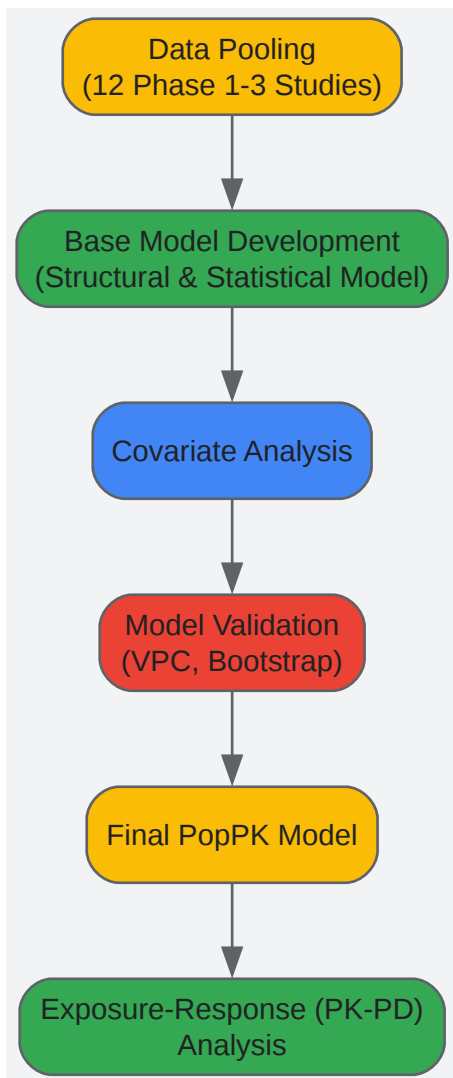 Data Pooling
(12 Phase 1-3 Studies)
Base Model Development
(Structural & Statistical Model)
Covariate Analysis
Model Validation
(VPC, Bootstrap)
Final PopPK Model
Exposure-Response (PK-PD)
Analysis